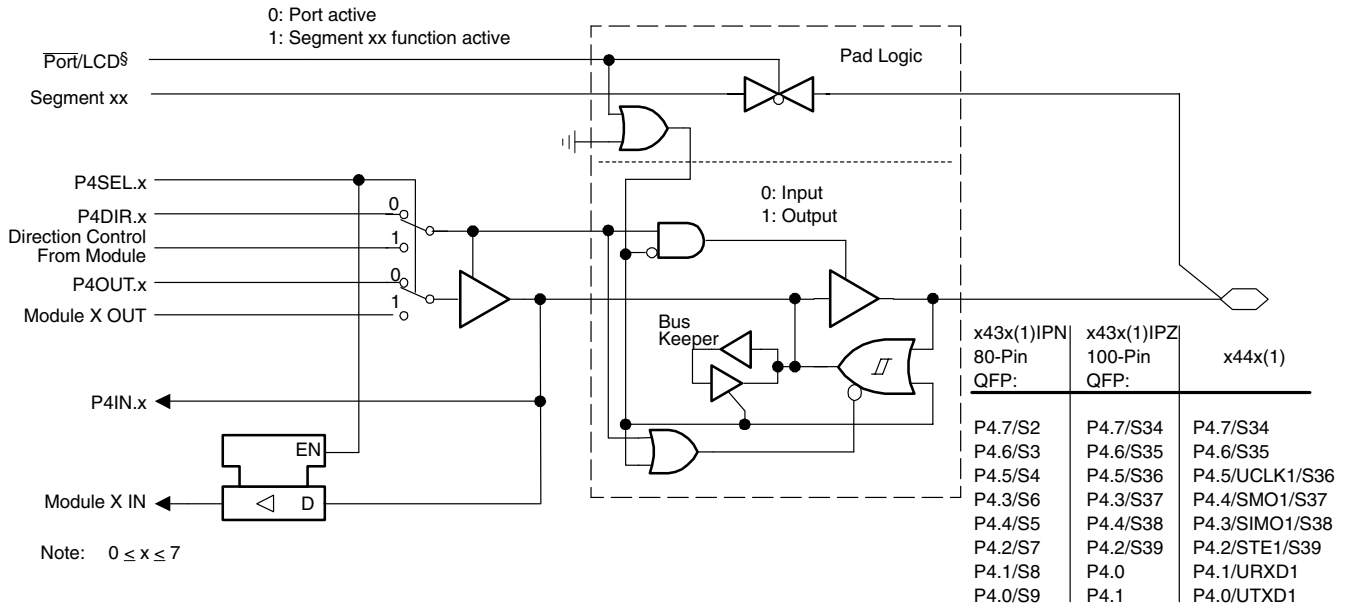 0: Port active
1: Segment xx function active
Port/LCD§
Pad Logic
Segment xx
P4SEL.x
0: Input
1: Output
0
P4DIR.x
Direction Control
From Module
1
0
P4OUT.x
1
Module X OUT
Bus
Keeper
P4IN.x
EN
Module X IN
D
Note: 0 ≤ x ≤ 7
x43x(1)IPN x43x(1)IPZ
80-Pin 100-Pin x44x(1)
QFP: QFP:
P4.7/S2 P4.7/S34 P4.7/S34
P4.6/S3 P4.6/S35 P4.6/S35
P4.5/S4 P4.5/S36 P4.5/UCLK1/S36
P4.3/S6 P4.3/S37 P4.4/SMO1/S37
P4.4/S5 P4.4/S38 P4.3/SIMO1/S38
P4.2/S7 P4.2/S39 P4.2/STE1/S39
P4.1/S8 P4.0 P4.1/URXD1
P4.0/S9 P4.1 P4.0/UTXD1